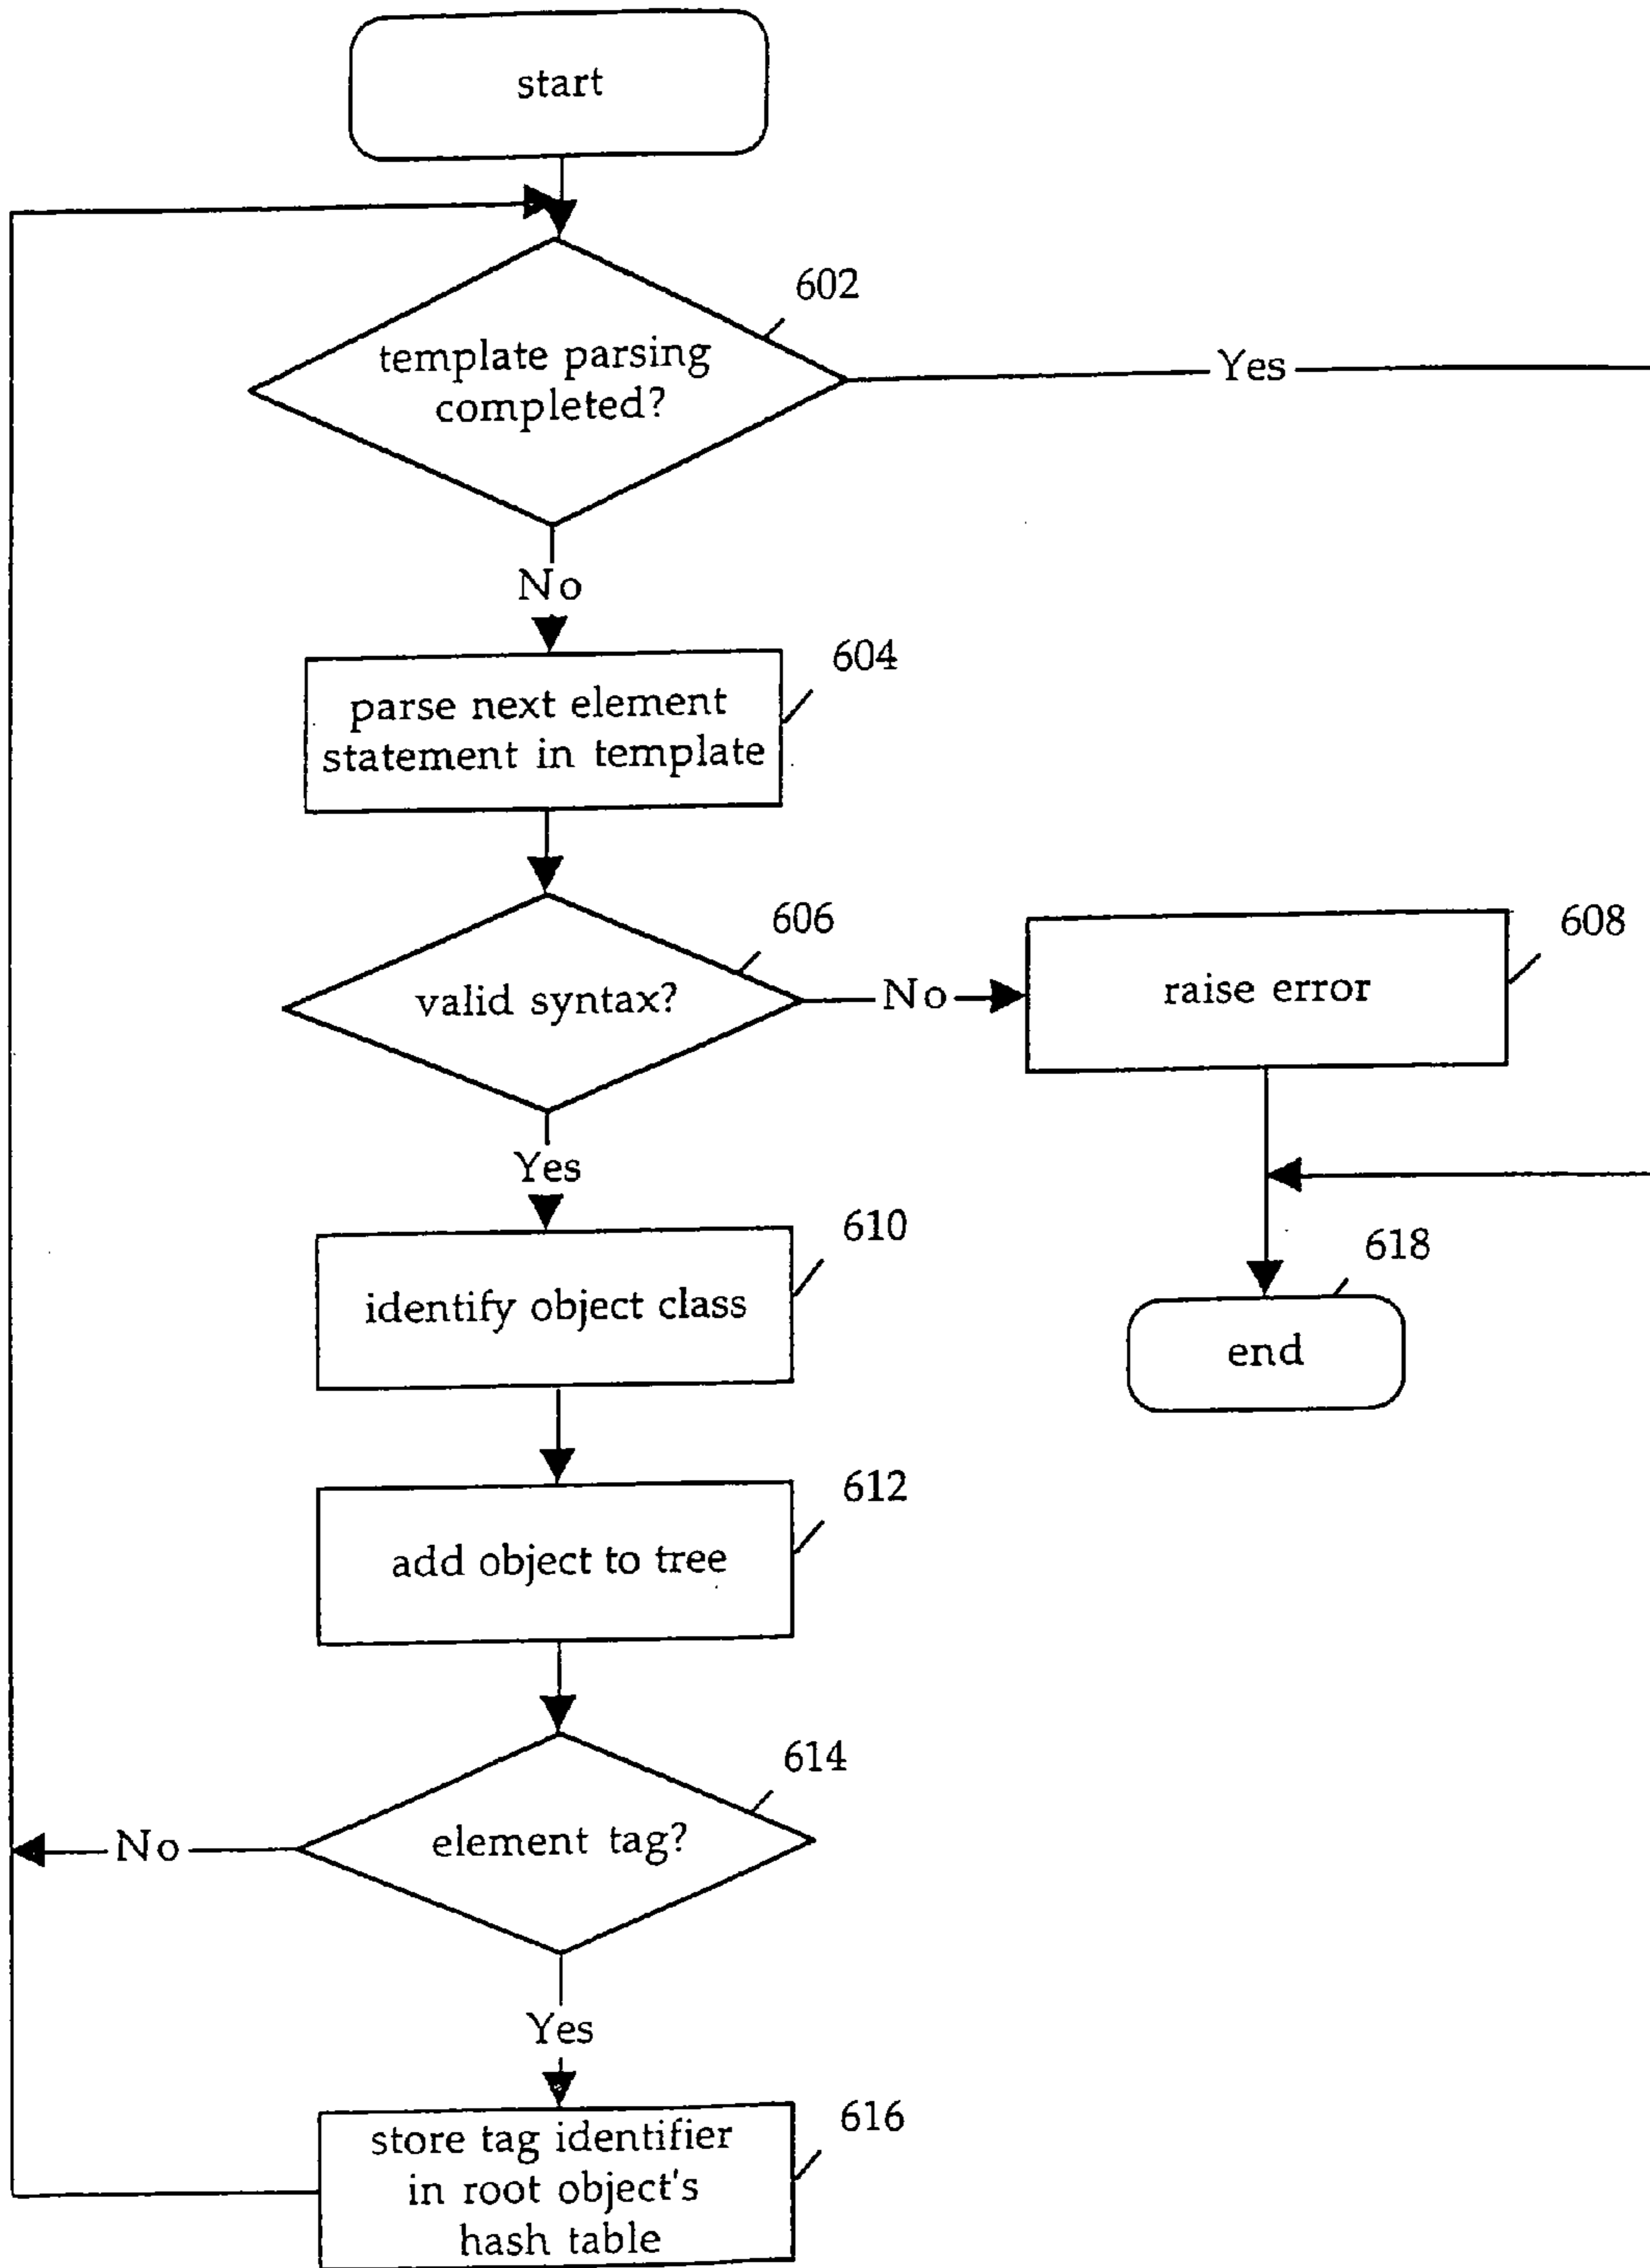 start
602
template parsing
completed?
Yes
No
604
parse next element
statement in template
606
valid syntax?
No
608
raise error
Yes
610
identify object class
618
end
612
add object to tree
614
element tag?
No
Yes
616
store tag identifier
in root object's
hash table